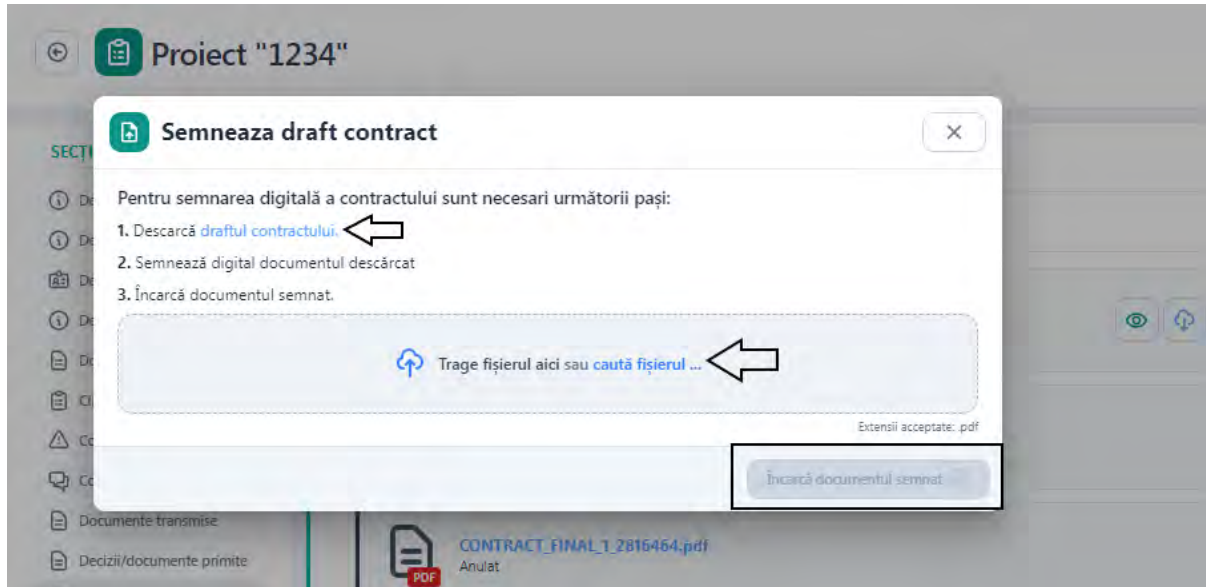 Proiect "1234"
Semneaza draft contract
SECȚI
Pentru semnarea digitală a contractului sunt necesari următorii pași:
1. Descarcă draftul contractului.
2. Semnează digital documentul descărcat
3. Încarcă documentul semnat.
Trage fișierul aici sau caută fișierul ...
Extensii acceptate: .pdf
Încarcă documentul semnat
Documente transmise
Decizii/documente primite
CONTRACT_FINAL_1_2816464.pdf
Anulat
PDF